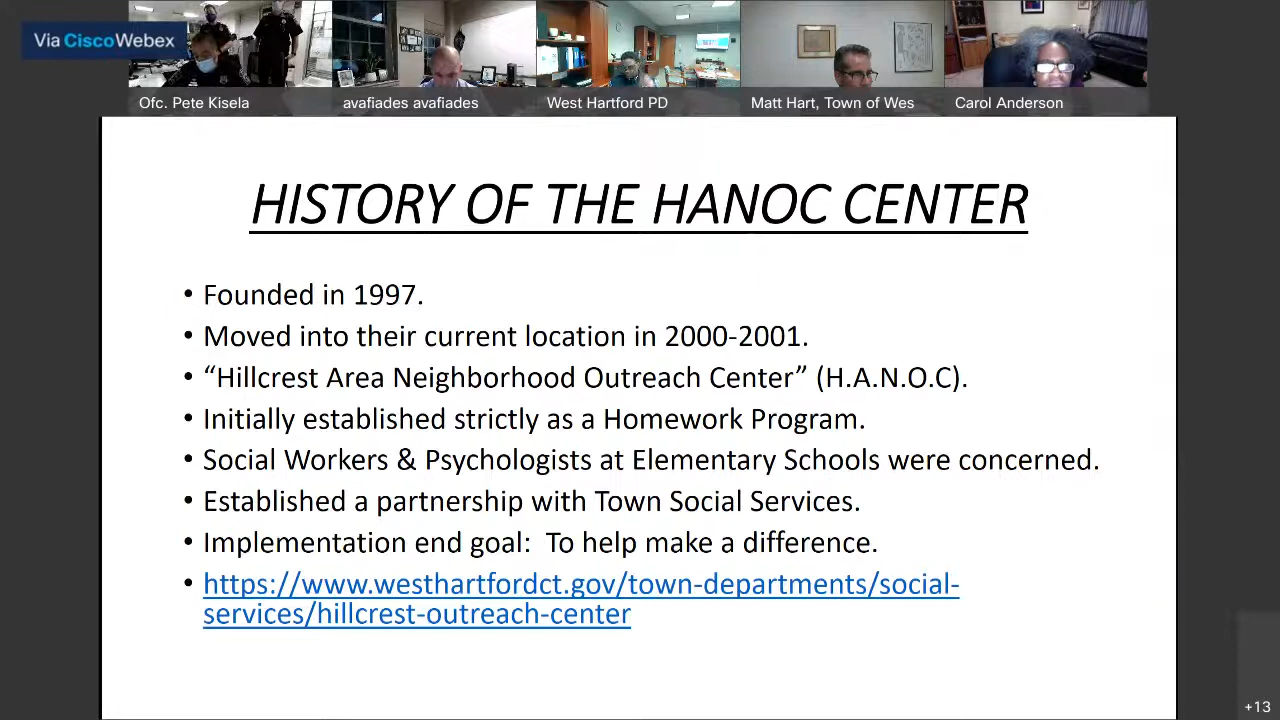 Via CiscoWebex
Ofc. Pete Kisela
avafiades avafiades
West Hartford PD
Matt Hart, Town of Wes
Carol Anderson
HISTORY OF THE HANOC CENTER
• Founded in 1997.
• Moved into their current location in 2000-2001.
• “Hillcrest Area Neighborhood Outreach Center” (H.A.N.O.C).
• Initially established strictly as a Homework Program.
• Social Workers & Psychologists at Elementary Schools were concerned.
• Established a partnership with Town Social Services.
• Implementation end goal:  To help make a difference.
• https://www.westhartfordct.gov/town-departments/social-
services/hillcrest-outreach-center
+13